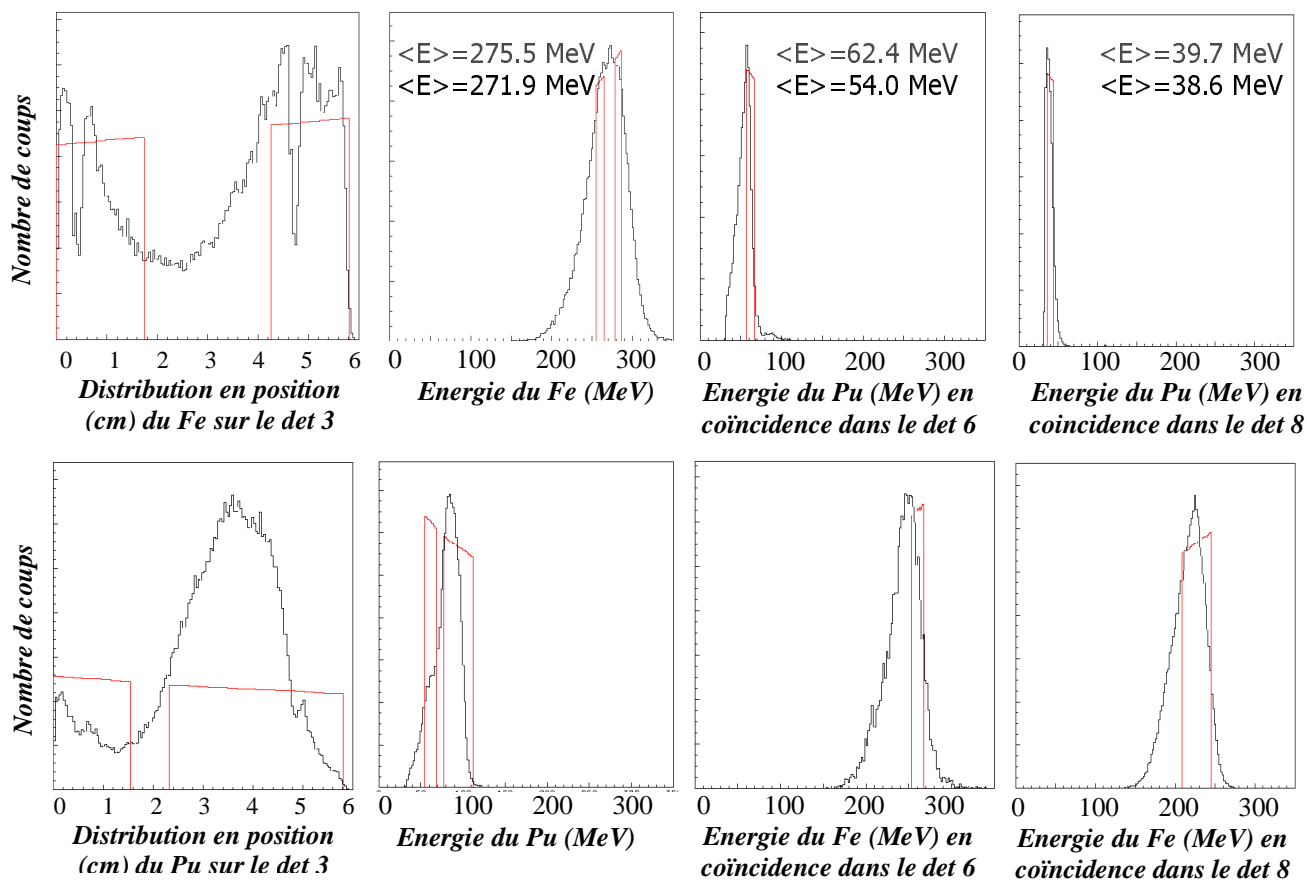 <E>=275.5 MeV
<E>=271.9 MeV
<E>=62.4 MeV
<E>=54.0 MeV
<E>=39.7 MeV
<E>=38.6 MeV
Nombre de coups
0 1 2 3 4 5 6
0 100 200 300
0 100 200 300
0 100 200 300
Distribution en position
(cm) du Fe sur le det 3
Energie du Fe (MeV)
Energie du Pu (MeV) en
coïncidence dans le det 6
Energie du Pu (MeV) en
coincidence dans le det 8
Nombre de coups
0 1 2 3 4 5 6
0 100 200 300
0 100 200 300
0 100 200 300
Distribution en position
(cm) du Pu sur le det 3
Energie du Pu (MeV)
Energie du Fe (MeV) en
coïncidence dans le det 6
Energie du Fe (MeV) en
coïncidence dans le det 8